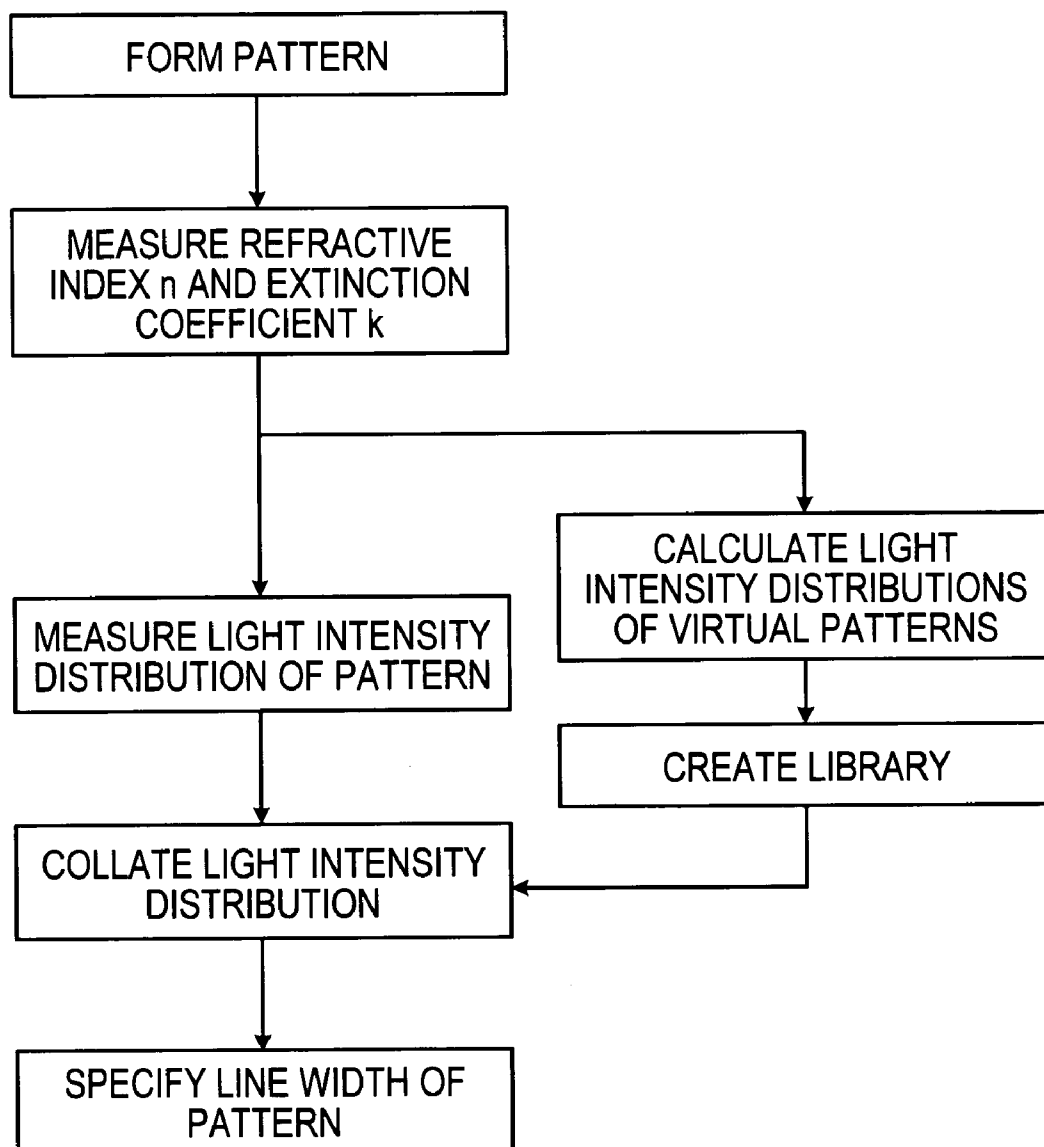 FORM PATTERN
MEASURE REFRACTIVE
INDEX n AND EXTINCTION
COEFFICIENT k
CALCULATE LIGHT
INTENSITY DISTRIBUTIONS
OF VIRTUAL PATTERNS
MEASURE LIGHT INTENSITY
DISTRIBUTION OF PATTERN
CREATE LIBRARY
COLLATE LIGHT INTENSITY
DISTRIBUTION
SPECIFY LINE WIDTH OF
PATTERN